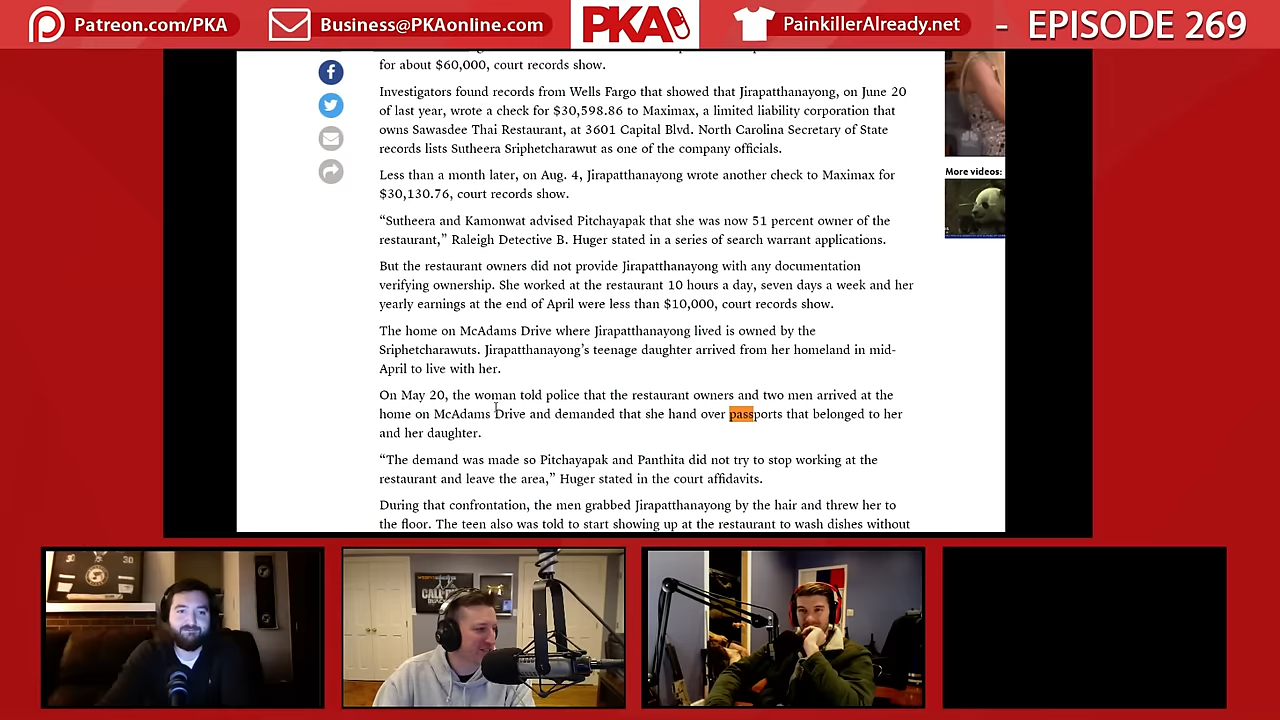 Patreon.com/PKA
Business@PKAonline.com
PKA
PainkillerAlready.net
- EPISODE 269
for about $60,000, court records show.
Investigators found records from Wells Fargo that showed that Jirapatthanayong, on June 20
of last year, wrote a check for $30,598.86 to Maximax, a limited liability corporation that
owns Sawasdee Thai Restaurant, at 3601 Capital Blvd. North Carolina Secretary of State
records lists Sutheera Sriphetcharawut as one of the company officials.
Less than a month later, on Aug. 4, Jirapatthanayong wrote another check to Maximax for
$30,130.76, court records show.
“Sutheera and Kamonwat advised Pitchayapak that she was now 51 percent owner of the
restaurant,” Raleigh Detective B. Huger stated in a series of search warrant applications.
But the restaurant owners did not provide Jirapatthanayong with any documentation
verifying ownership. She worked at the restaurant 10 hours a day, seven days a week and her
yearly earnings at the end of April were less than $10,000, court records show.
The home on McAdams Drive where Jirapatthanayong lived is owned by the
Sriphetcharawuts. Jirapatthanayong’s teenage daughter arrived from her homeland in mid-
April to live with her.
On May 20, the woman told police that the restaurant owners and two men arrived at the
home on McAdams Drive and demanded that she hand over passports that belonged to her
and her daughter.
“The demand was made so Pitchayapak and Panthita did not try to stop working at the
restaurant and leave the area,” Huger stated in the court affidavits.
During that confrontation, the men grabbed Jirapatthanayong by the hair and threw her to
the floor. The teen also was told to start showing up at the restaurant to wash dishes without
More videos:
CALL